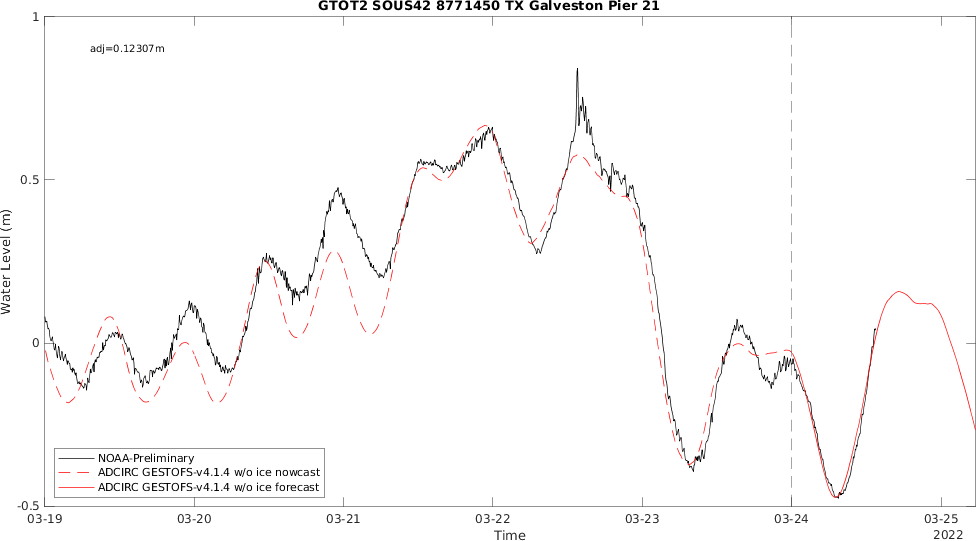 GTOT2 SOUS42 8771450 TX Galveston Pier 21
1
adj=0.12307m
0.5
Water Level (m)
0
NOAA-Preliminary
ADCIRC GESTOFS-v4.1.4 w/o ice nowcast
ADCIRC GESTOFS-v4.1.4 w/o ice forecast
-0.5
03-19 03-20 03-21 03-22 03-23 03-24 03-25
Time 2022